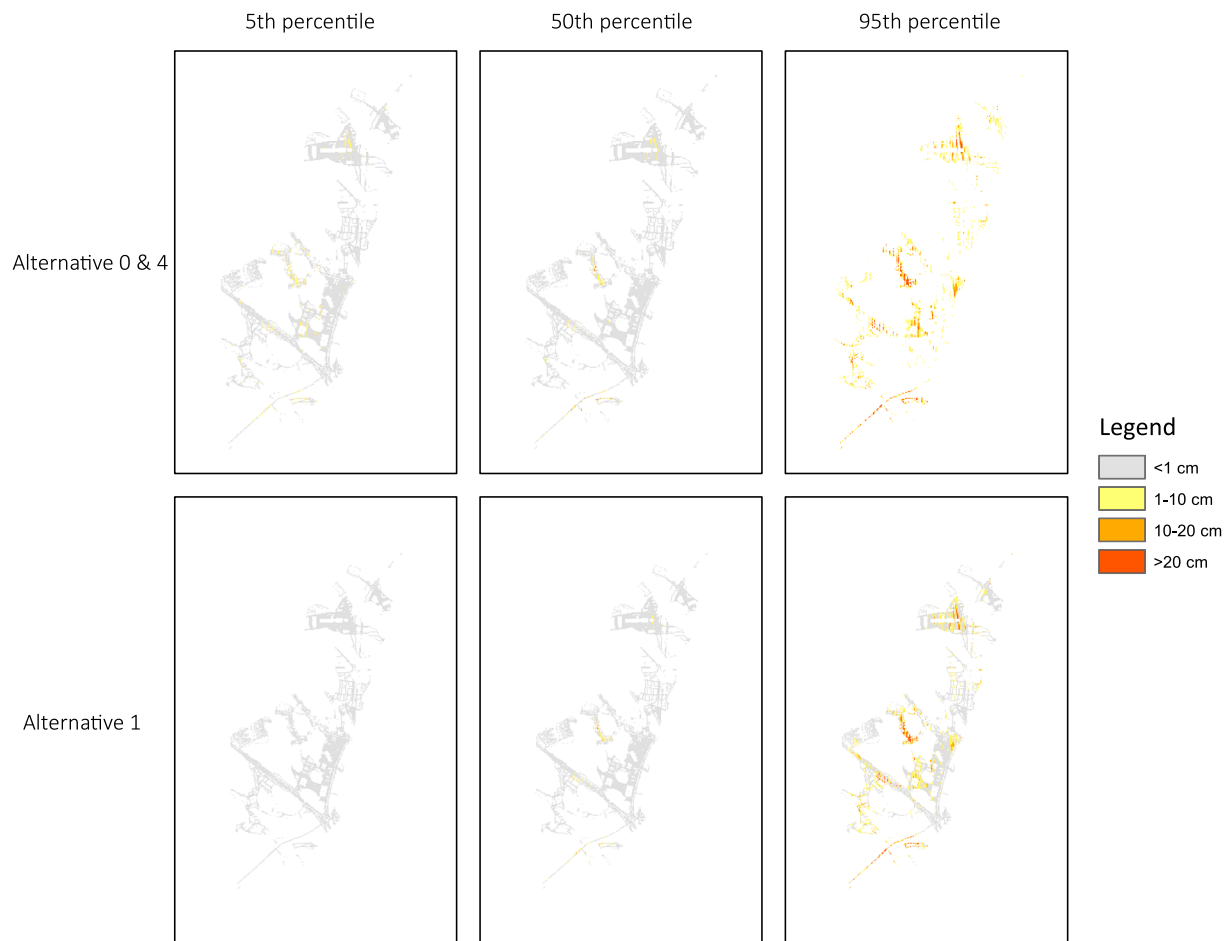 5th percentile
50th percentile
95th percentile
Alternative 0 & 4
Legend
<1 cm
1-10 cm
10-20 cm
>20 cm
Alternative 1